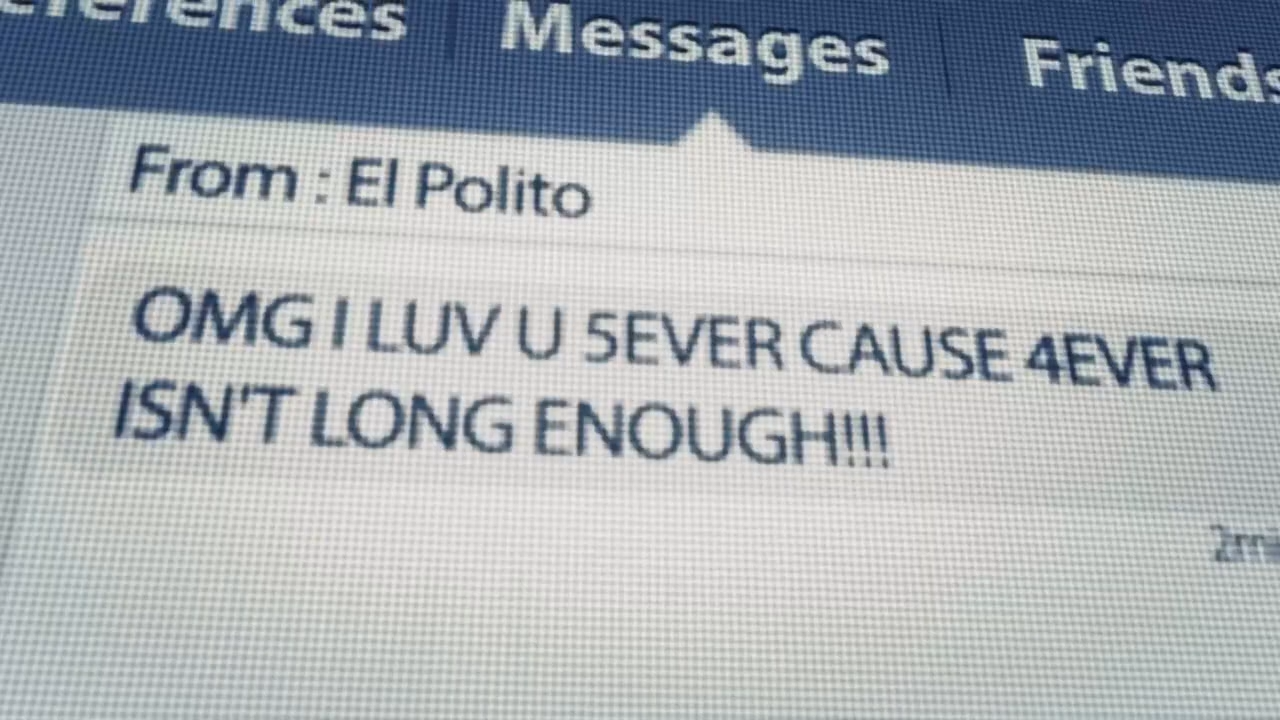 Messages Friends
From : El Polito
OMG I LUV U 5EVER CAUSE 4EVER
ISN'T LONG ENOUGH!!!